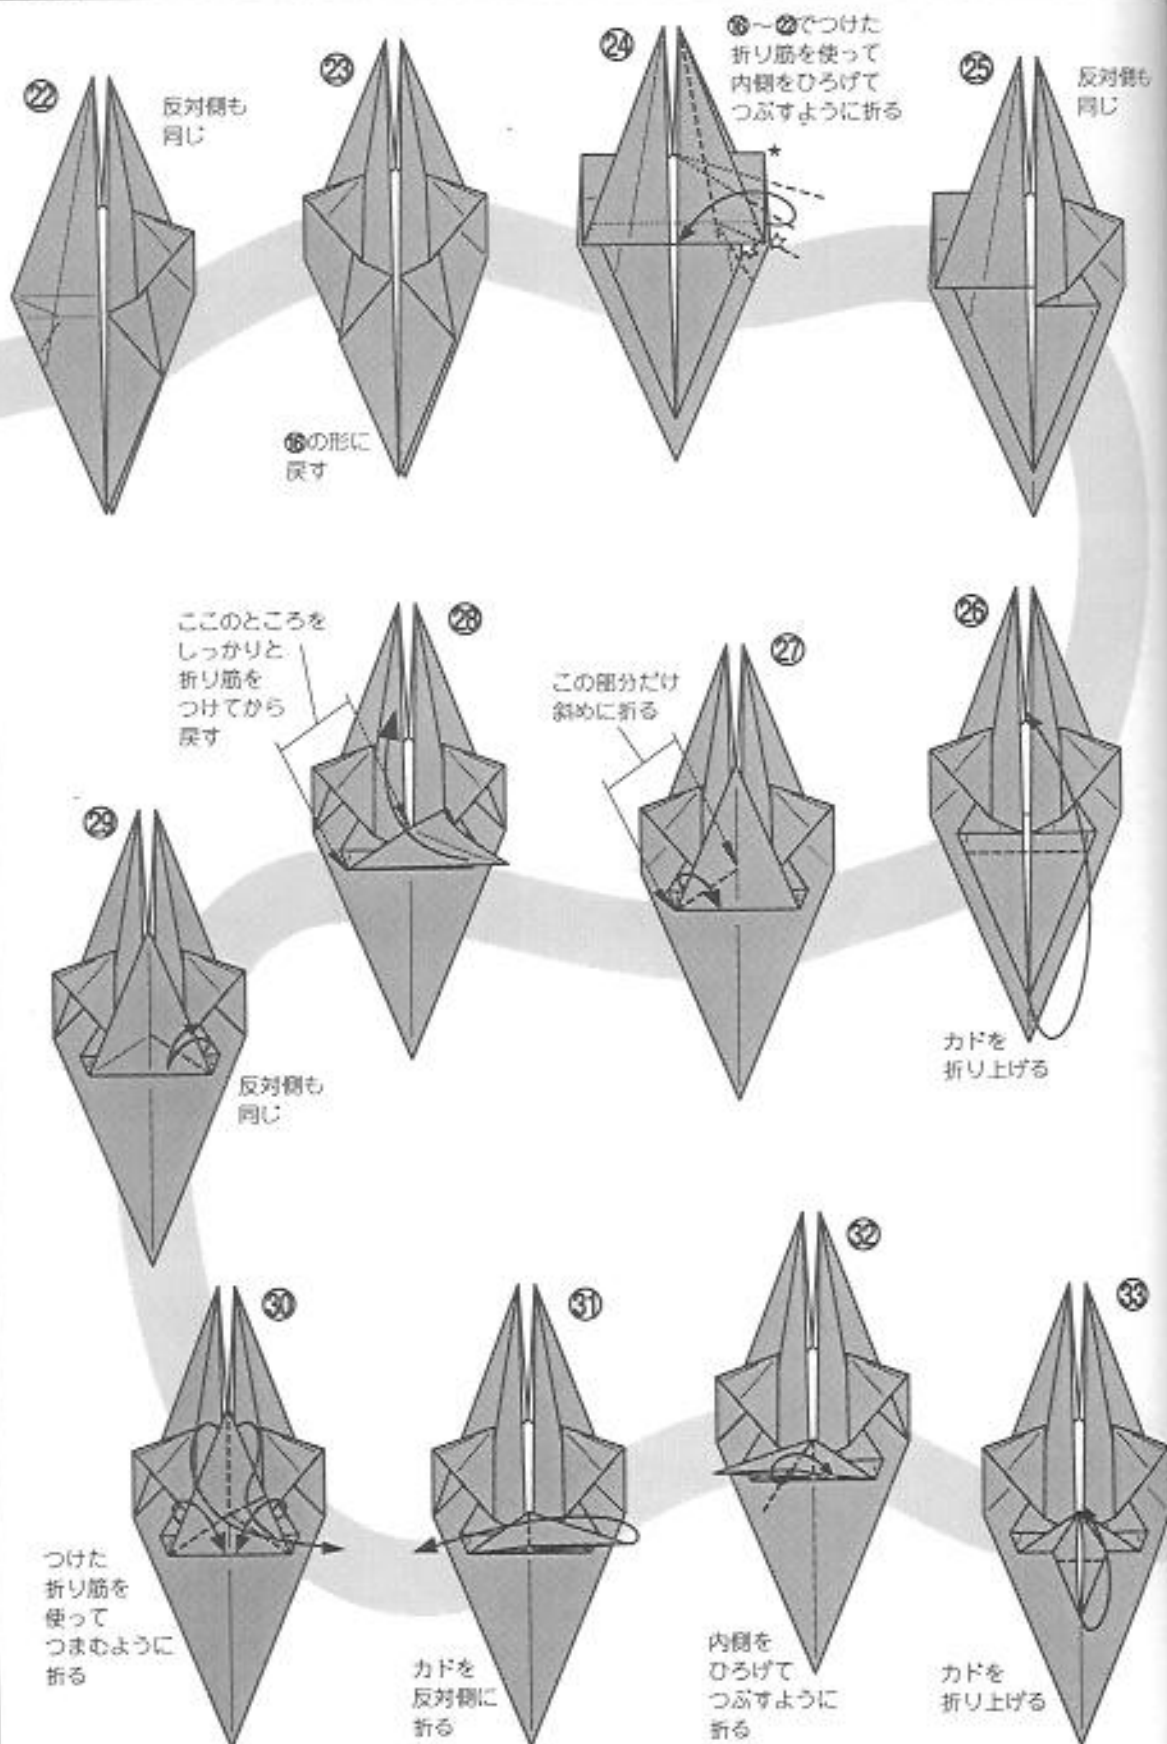 ㉒
反対側も
同じ
㉓
⑯の形に
戻す
㉔
⑯～㉒でつけた
折り筋を使って
内側をひろげて
つぶすように折る
㉕
反対側も
同じ
㉖
カドを
折り上げる
㉗
この部分だけ
斜めに折る
㉘
ここのところを
しっかりと
折り筋を
つけてから
戻す
㉙
反対側も
同じ
㉚
つけた
折り筋を
使って
つまむように
折る
㉛
カドを
反対側に
折る
㉜
内側を
ひろげて
つぶすように
折る
㉝
カドを
折り上げる